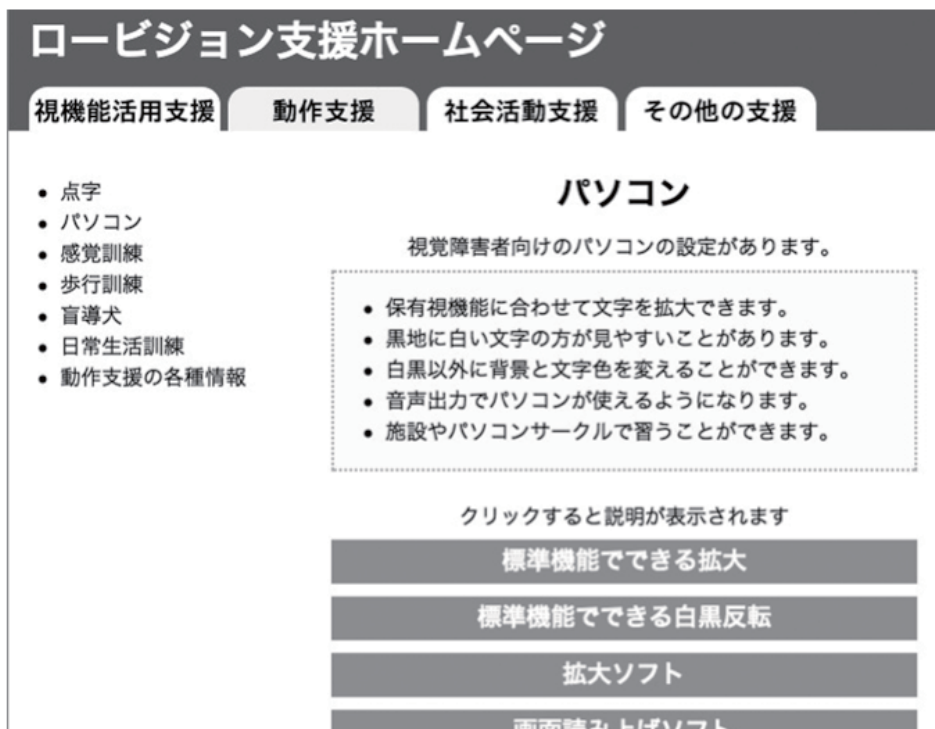 ロービジョン支援ホームページ
視機能活用支援 動作支援 社会活動支援 その他の支援
• 点字
• パソコン
• 感覚訓練
• 歩行訓練
• 盲導犬
• 日常生活訓練
• 動作支援の各種情報
パソコン
視覚障害者向けのパソコンの設定があります。
• 保有視機能に合わせて文字を拡大できます。
• 黒地に白い文字の方が見やすいことがあります。
• 白黒以外に背景と文字色を変えることができます。
• 音声出力でパソコンが使えるようになります。
• 施設やパソコンサークルで習うことができます。
クリックすると説明が表示されます
標準機能でできる拡大
標準機能でできる白黒反転
拡大ソフト
画面読み上げソフト